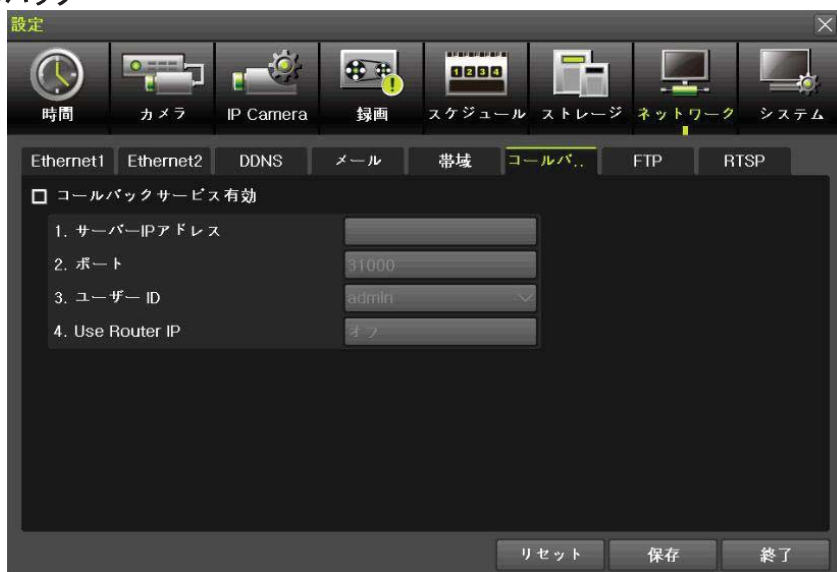 設定
1 2 3 4
時間 カメラ IP Camera 録画 スケジュール ストレージ ネットワーク システム
Ethernet1 Ethernet2 DDNS メール 帯域 コールバ.. FTP RTSP
コールバックサービス有効
1. サーバーIPアドレス
2. ポート 31000
3. ユーザー ID admin
4. Use Router IP オフ
リセット 保存 終了